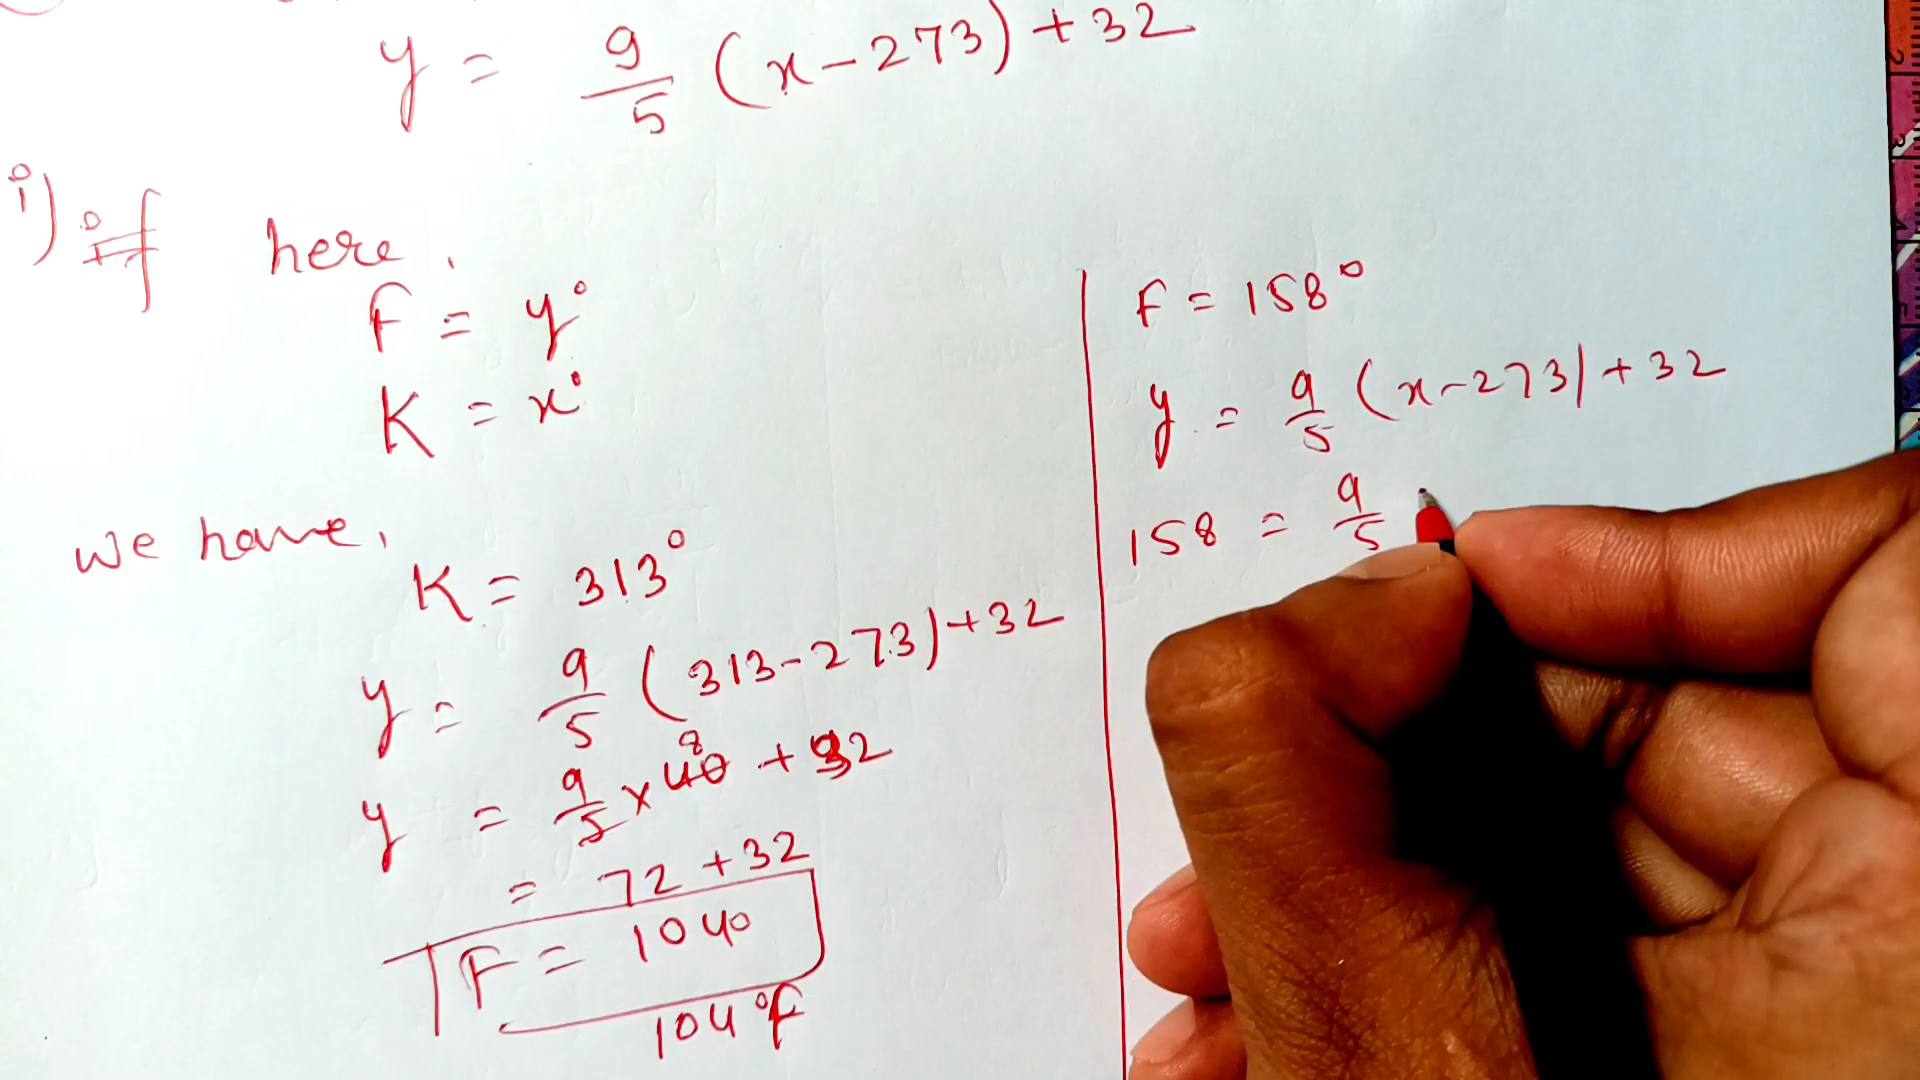 y = 9/5 (x-273) + 32
i) if here,
F = y°
K = x°
we have,
K = 313°
y = 9/5 (313-273) + 32
y = 9/5 x 40 8 + 32
= 72 + 32
F = 104°
104°F
F = 158°
y = 9/5 (x-273) + 32
158 = 9/5